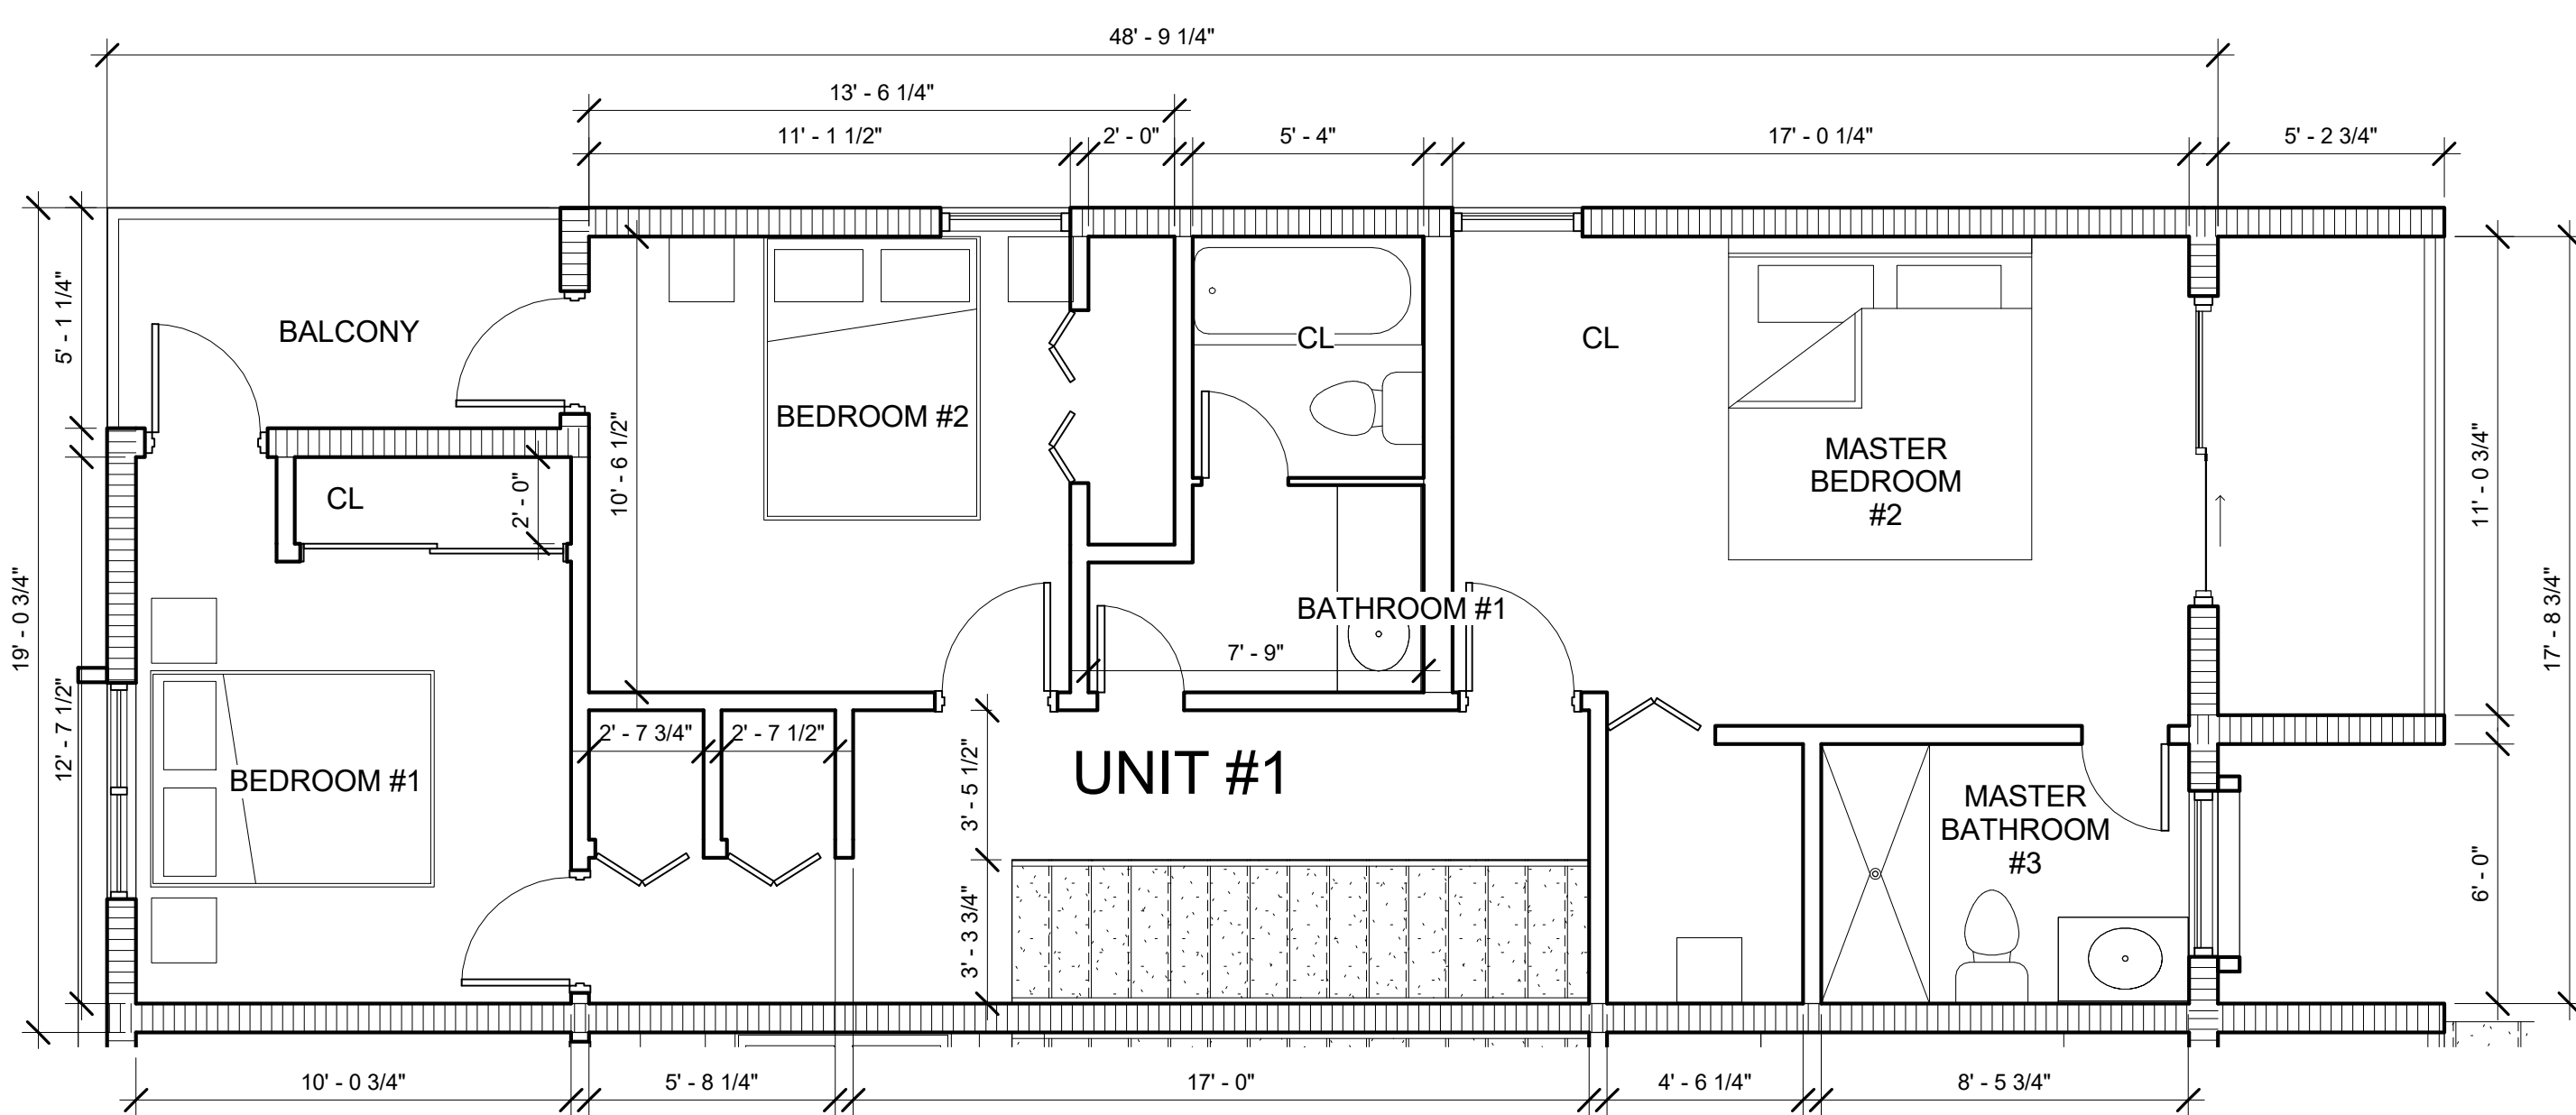 48' - 9 1/4"
13' - 6 1/4"
11' - 1 1/2"
2' - 0"
5' - 4"
17' - 0 1/4"
5' - 2 3/4"
5' - 1 1/4"
BALCONY
CL
CL
BEDROOM #2
10' - 6 1/2"
MASTER
BEDROOM
#2
11' - 0 3/4"
CL
2' - 0"
19' - 0 3/4"
12' - 7 1/2"
BATHROOM #1
7' - 9"
17' - 8 3/4"
2' - 7 3/4"
2' - 7 1/2"
3' - 5 1/2"
UNIT #1
BEDROOM #1
MASTER
BATHROOM
#3
6' - 0"
3' - 3 3/4"
10' - 0 3/4"
5' - 8 1/4"
17' - 0"
4' - 6 1/4"
8' - 5 3/4"